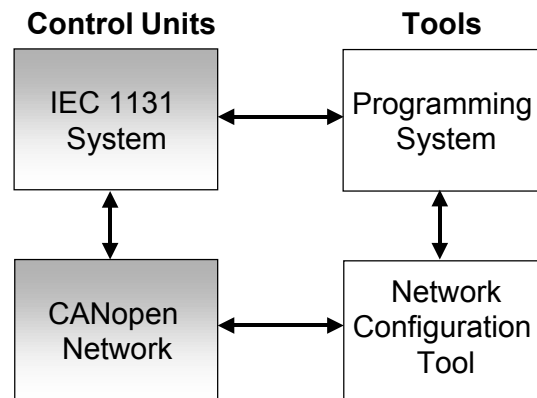 Control Units
Tools
IEC 1131
System
Programming
System
CANopen
Network
Network
Configuration
Tool